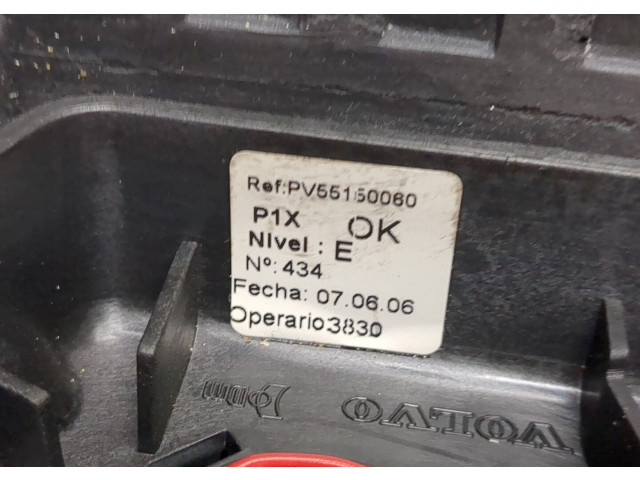 Ref:PV55150060
P1X OK
Nivel : E
Nº: 434
Fecha: 07.06.06
Operario3830
VOLVO